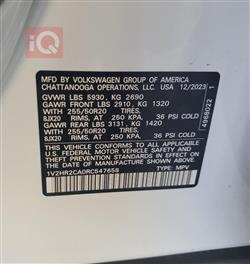 iQ
MFD. BY VOLKSWAGEN GROUP OF AMERICA
CHATTANOOGA OPERATIONS, LLC. USA 12/2023
GVWR LBS 5930, KG 2690
GAWR FRONT LBS 2910, KG 1320
WITH 255/50R20 TIRES,
8JX20 RIMS, AT 250 KPA, 36 PSI COLD
GAWR REAR LBS 3131, KG 1420
WITH 255/50R20 TIRES,
8JX20 RIMS, AT 250 KPA, 36 PSI COLD
THIS VEHICLE CONFORMS TO ALL APPLICABLE
U.S. FEDERAL MOTOR VEHICLE SAFETY
STANDARDS IN EFFECT ON THE DATE OF
MANUFACTURE SHOWN ABOVE.
1V2HR2CA0RC547658 TYPE: MPV
4968022 1